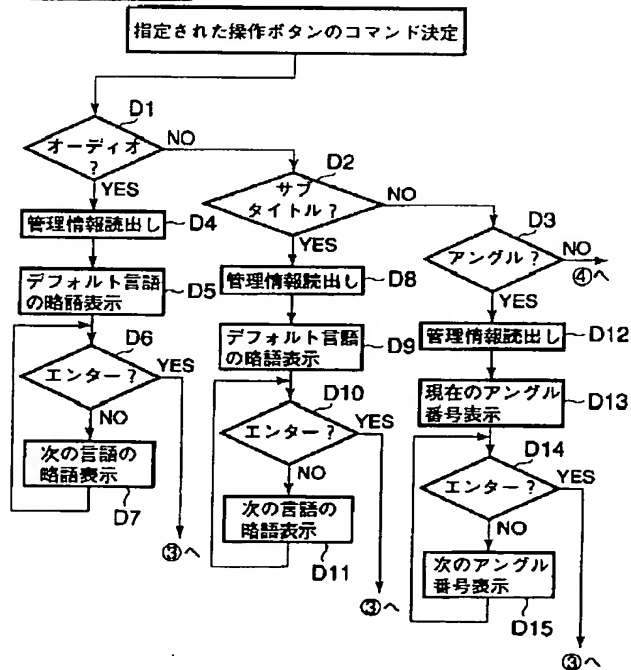 指定された操作ボタンのコマンド決定
D1
オーディオ
?
NO
YES
管理情報読出し
D4
デフォルト言語
の略語表示
D5
D6
エンター?
YES
NO
次の言語の
略語表示
D7
③へ
D2
サブ
タイトル?
NO
YES
管理情報読出し
D8
デフォルト言語
の略語表示
D9
D10
エンター?
YES
NO
次の言語の
略語表示
D11
③へ
D3
アングル?
NO
④へ
YES
管理情報読出し
D12
現在のアングル
番号表示
D13
D14
エンター?
YES
NO
次のアングル
番号表示
D15
③へ